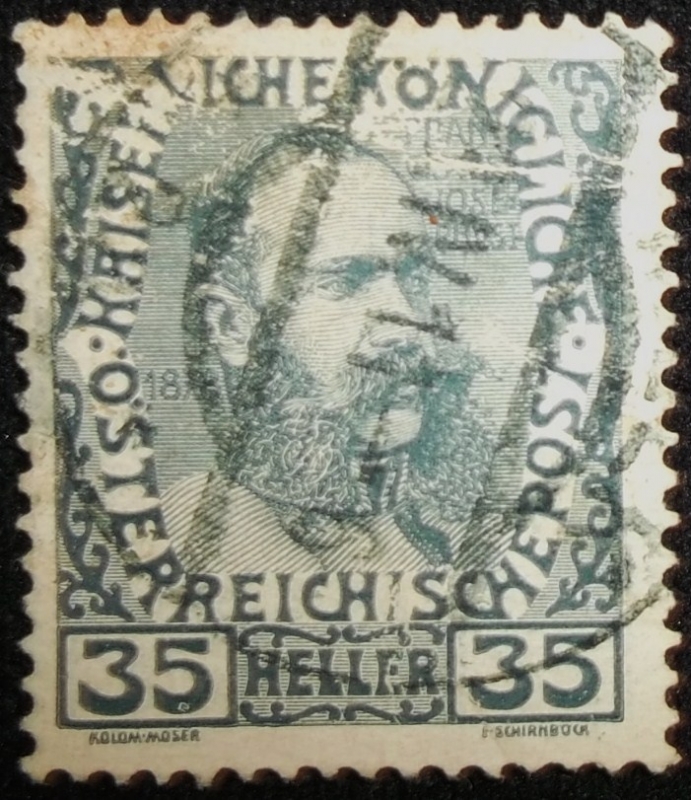 KAISERLICHE KÖNIGLICHE
ÖSTERREICHISCHE POST
FRANZ
JOSEF
35 HELLER 35
KOLOM·MOSER
F·SCHIRNBÖCK